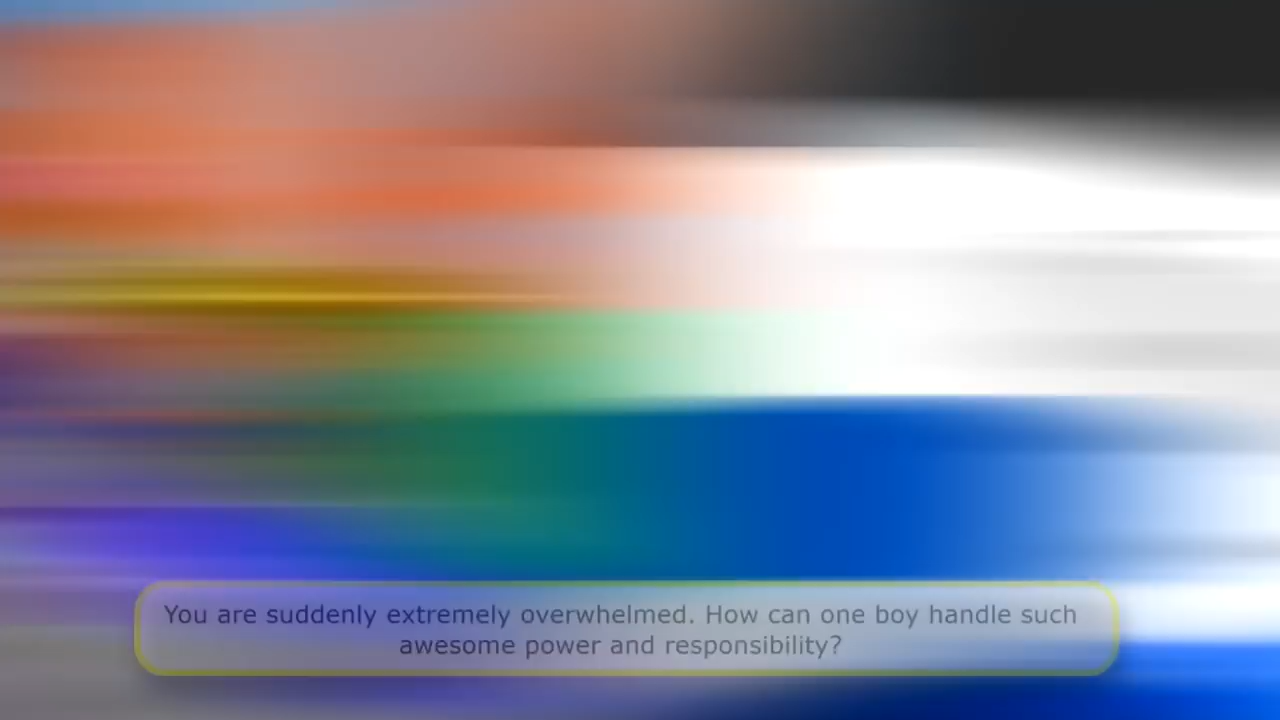 You are suddenly extremely overwhelmed. How can one boy handle such
awesome power and responsibility?